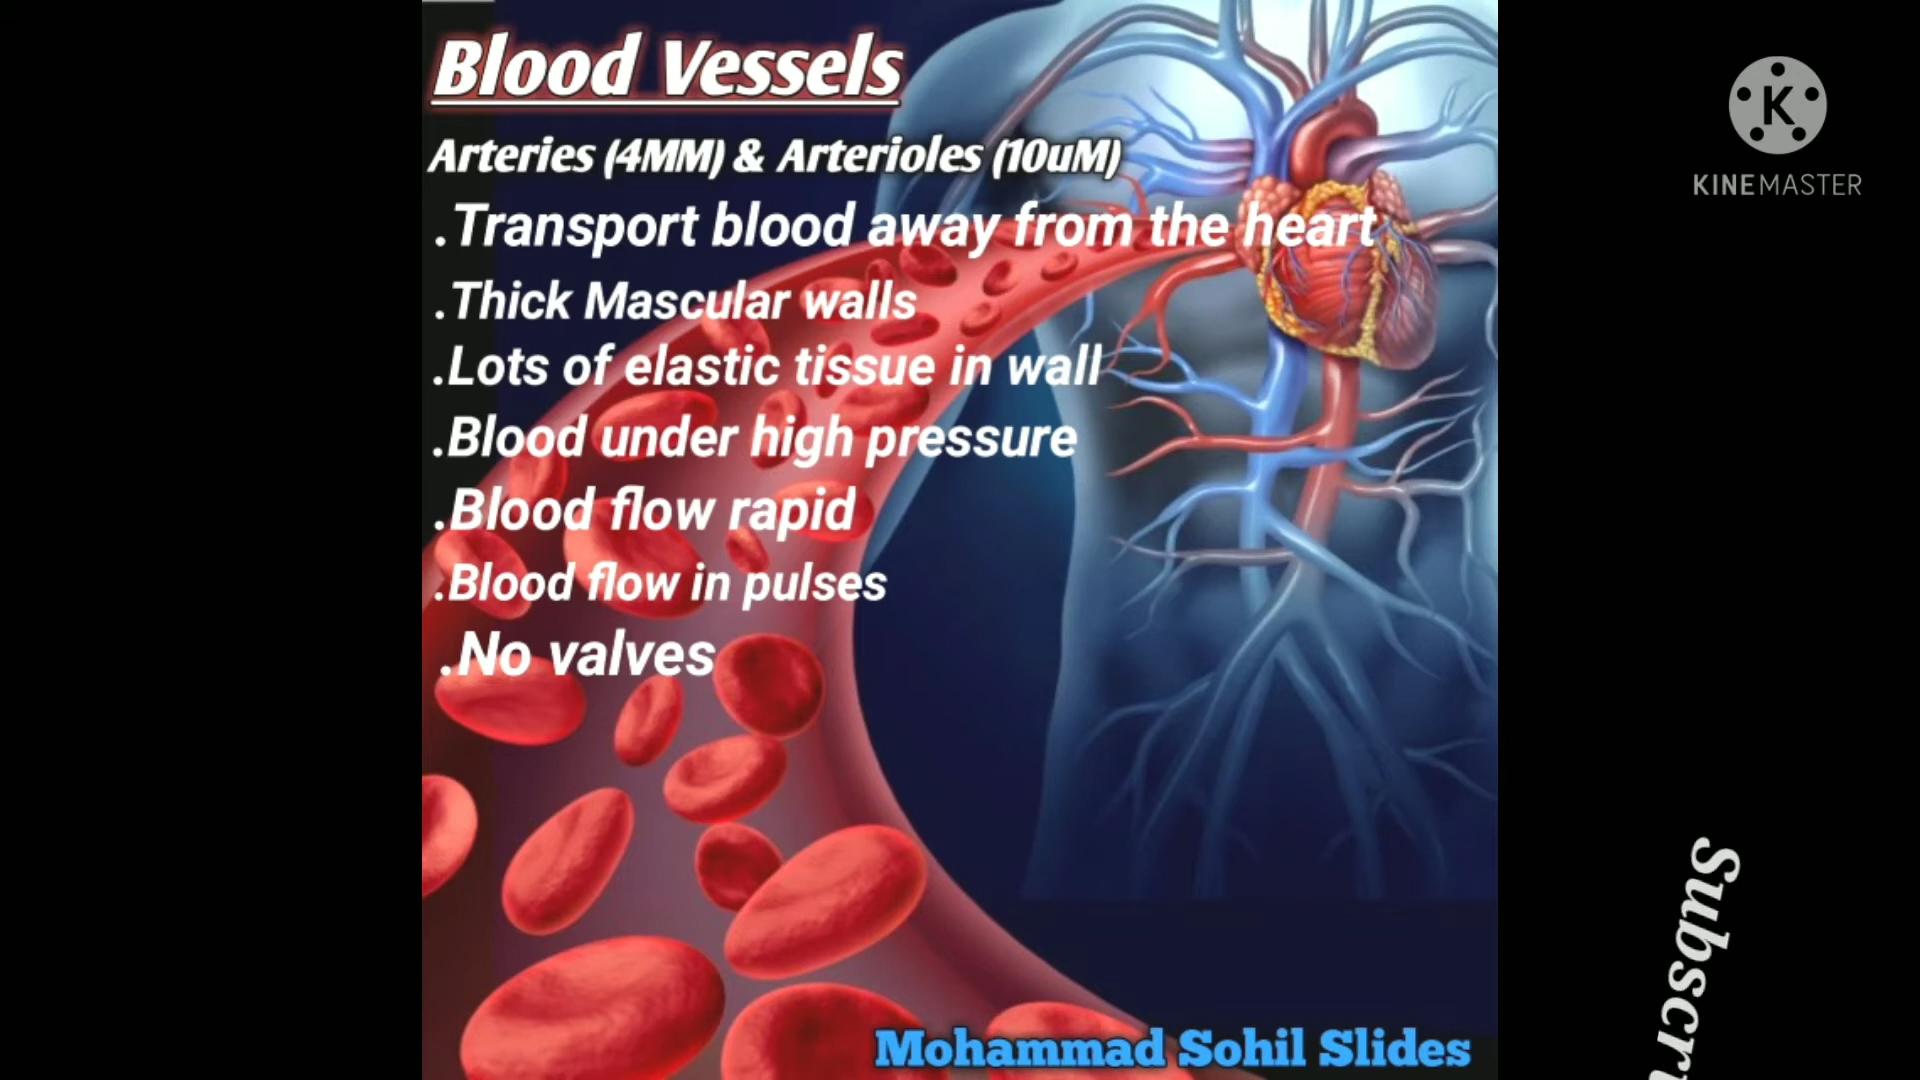 Blood Vessels
Arteries (4MM) & Arterioles (10uM)
.Transport blood away from the heart
.Thick Mascular walls
.Lots of elastic tissue in wall
.Blood under high pressure
.Blood flow rapid
.Blood flow in pulses
.No valves
Mohammad Sohil Slides
K
KINEMASTER